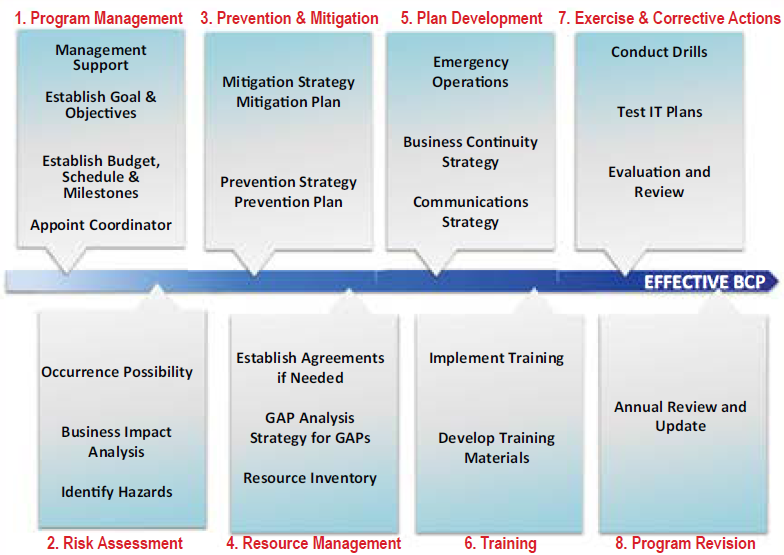 1. Program Management
Management
Support
Establish Goal &
Objectives
Establish Budget,
Schedule &
Milestones
Appoint Coordinator
3. Prevention & Mitigation
Mitigation Strategy
Mitigation Plan
Prevention Strategy
Prevention Plan
5. Plan Development
Emergency
Operations
Business Continuity
Strategy
Communications
Strategy
7. Exercise & Corrective Actions
Conduct Drills
Test IT Plans
Evaluation and
Review
EFFECTIVE BCP
Occurrence Possibility
Business Impact
Analysis
Identify Hazards
2. Risk Assessment
Establish Agreements
if Needed
GAP Analysis
Strategy for GAPs
Resource Inventory
4. Resource Management
Implement Training
Develop Training
Materials
6. Training
Annual Review and
Update
8. Program Revision